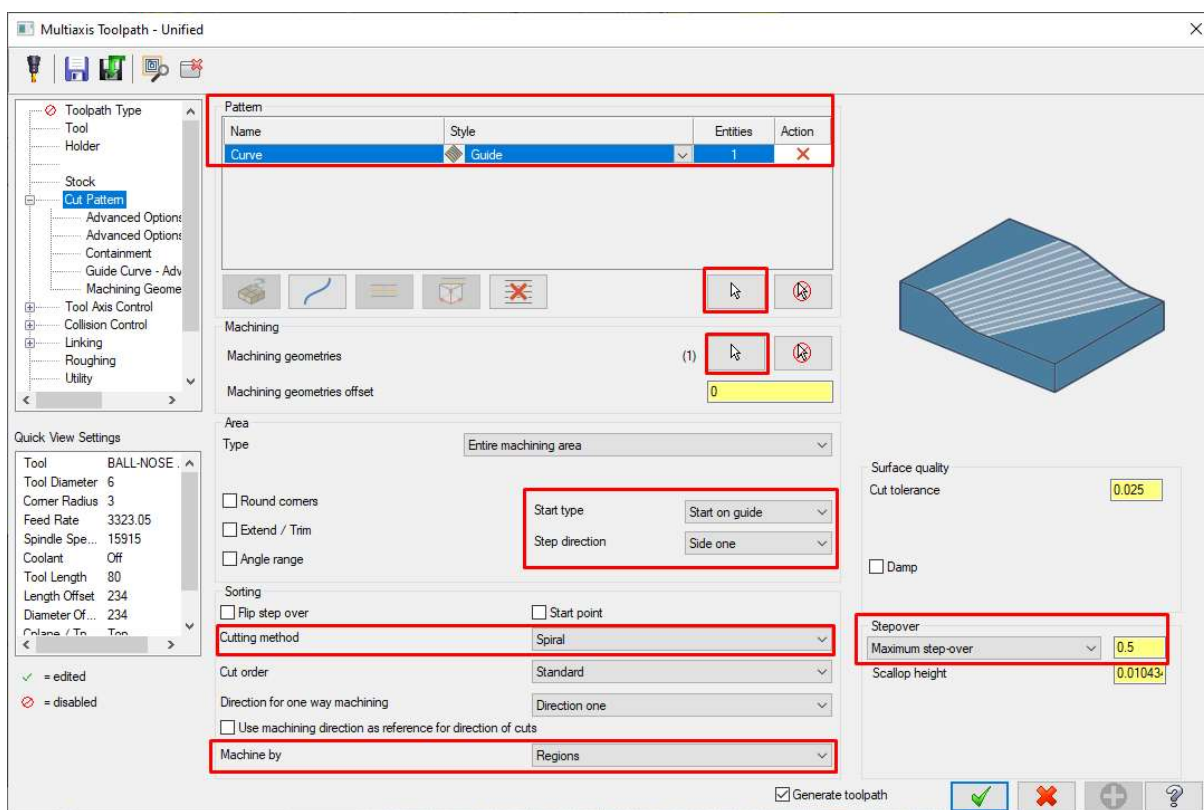 Multiaxis Toolpath - Unified
Toolpath Type
Tool
Holder
Stock
Cut Pattern
Advanced Options
Advanced Options
Containment
Guide Curve - Adv
Machining Geome
Tool Axis Control
Collision Control
Linking
Roughing
Utility
Quick View Settings
Tool BALL-NOSE .
Tool Diameter 6
Corner Radius 3
Feed Rate 3323.05
Spindle Spe... 15915
Coolant Off
Tool Length 80
Length Offset 234
Diameter Of... 234
Cplane / Tp Top
= edited
= disabled
Pattern
Name Style Entities Action
Curve Guide 1
Machining
Machining geometries (1)
Machining geometries offset 0
Area
Type Entire machining area
Round corners
Extend / Trim
Angle range
Start type Start on guide
Step direction Side one
Sorting
Flip step over Start point
Cutting method Spiral
Cut order Standard
Direction for one way machining Direction one
Use machining direction as reference for direction of cuts
Machine by Regions
Surface quality
Cut tolerance 0.025
Damp
Stepover
Maximum step-over 0.5
Scallop height 0.01043
Generate toolpath